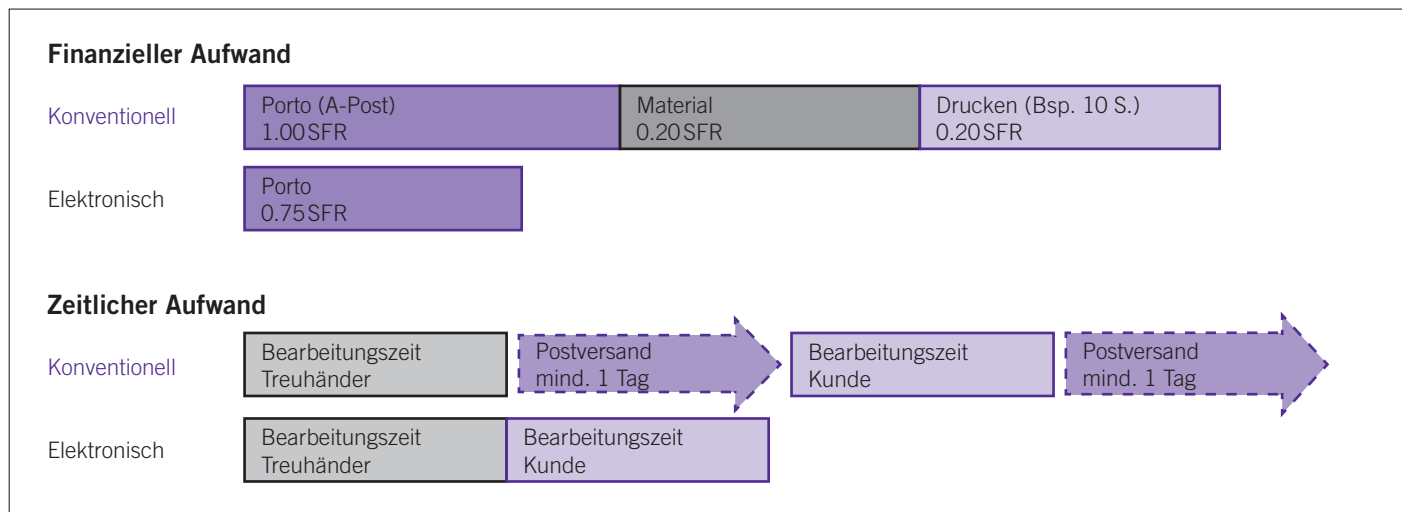 Finanzieller Aufwand
Konventionell
Porto (A-Post)
1.00 SFR
Material
0.20 SFR
Drucken (Bsp. 10 S.)
0.20 SFR
Elektronisch
Porto
0.75 SFR
Zeitlicher Aufwand
Konventionell
Bearbeitungszeit
Treuhänder
Postversand
mind. 1 Tag
Bearbeitungszeit
Kunde
Postversand
mind. 1 Tag
Elektronisch
Bearbeitungszeit
Treuhänder
Bearbeitungszeit
Kunde